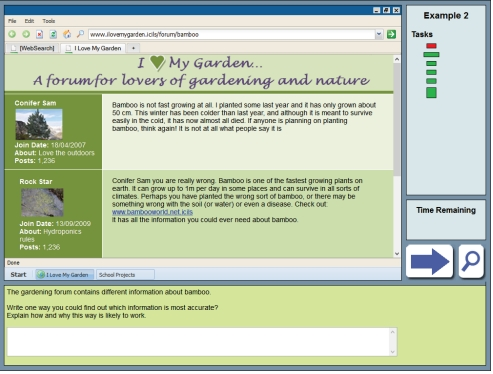 File Edit Tools
www.ilovemygarden.icils/forum/bamboo
[WebSearch] I Love My Garden +
I My Garden...
A forum for lovers of gardening and nature
Conifer Sam
Join Date: 18/04/2007
About: Love the outdoors
Posts: 1,236
Bamboo is not fast growing at all. I planted some last year and it has only grown about
50 cm. This winter has been colder than last year, and although it is meant to survive
easily in the cold, it has now almost all died. If anyone is planning on planting
bamboo, think again! It is not at all what people say it is
Rock Star
Join Date: 13/09/2009
About: Hydroponics
rules
Posts: 1,236
Conifer Sam you are really wrong. Bamboo is one of the fastest growing plants on
earth. It can grow up to 1m per day in some places and can survive in all sorts of
climates. Perhaps you have planted the wrong sort of bamboo, or there may be
something wrong with the soil (or water) or even a disease. Check out:
www.bambooworld.net.icils
It has all the information you could ever need about bamboo.
Done
Start I Love My Garden School Projects
Example 2
Tasks
Time Remaining
The gardening forum contains different information about bamboo.
Write one way you could find out which information is most accurate?
Explain how and why this way is likely to work.